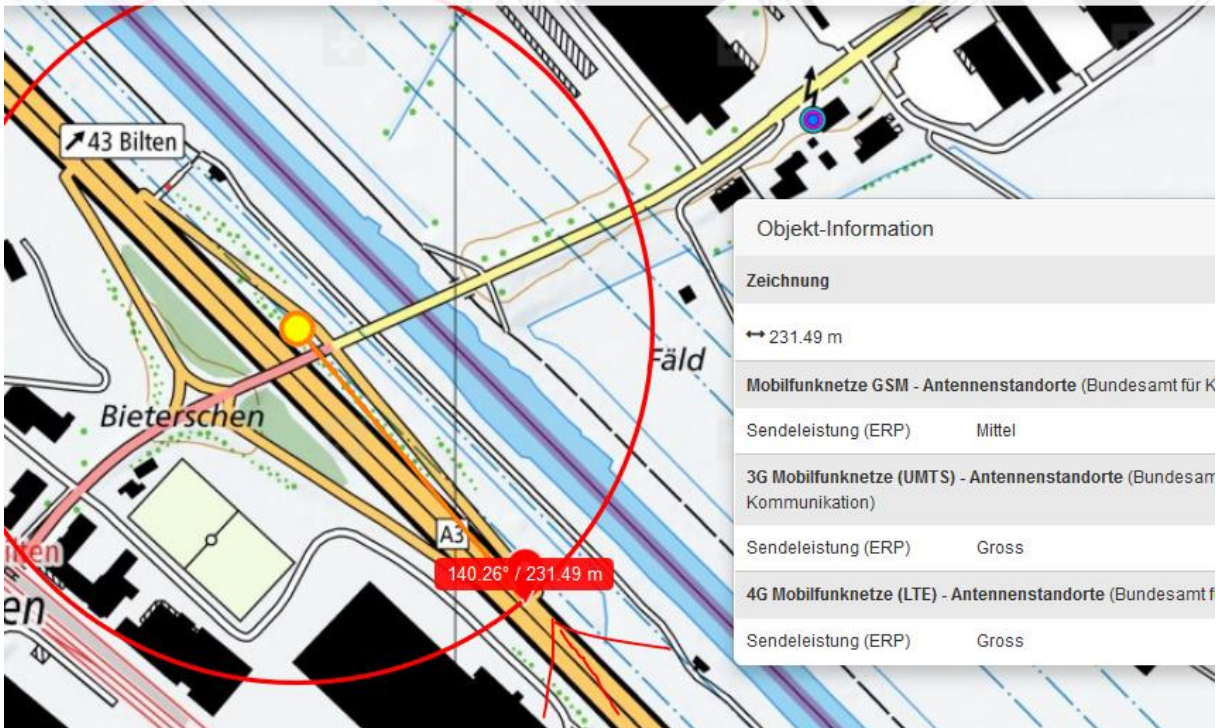 43 Bilten
Objekt-Information
Zeichnung
↔ 231.49 m
Fäld
Mobilfunknetze GSM - Antennenstandorte (Bundesamt für K
Bieterschen
Sendeleistung (ERP) Mittel
3G Mobilfunknetze (UMTS) - Antennenstandorte (Bundesam
Kommunikation)
A3
Sendeleistung (ERP) Gross
ilten
140.26° / 231.49 m
4G Mobilfunknetze (LTE) - Antennenstandorte (Bundesamt f
en
Sendeleistung (ERP) Gross